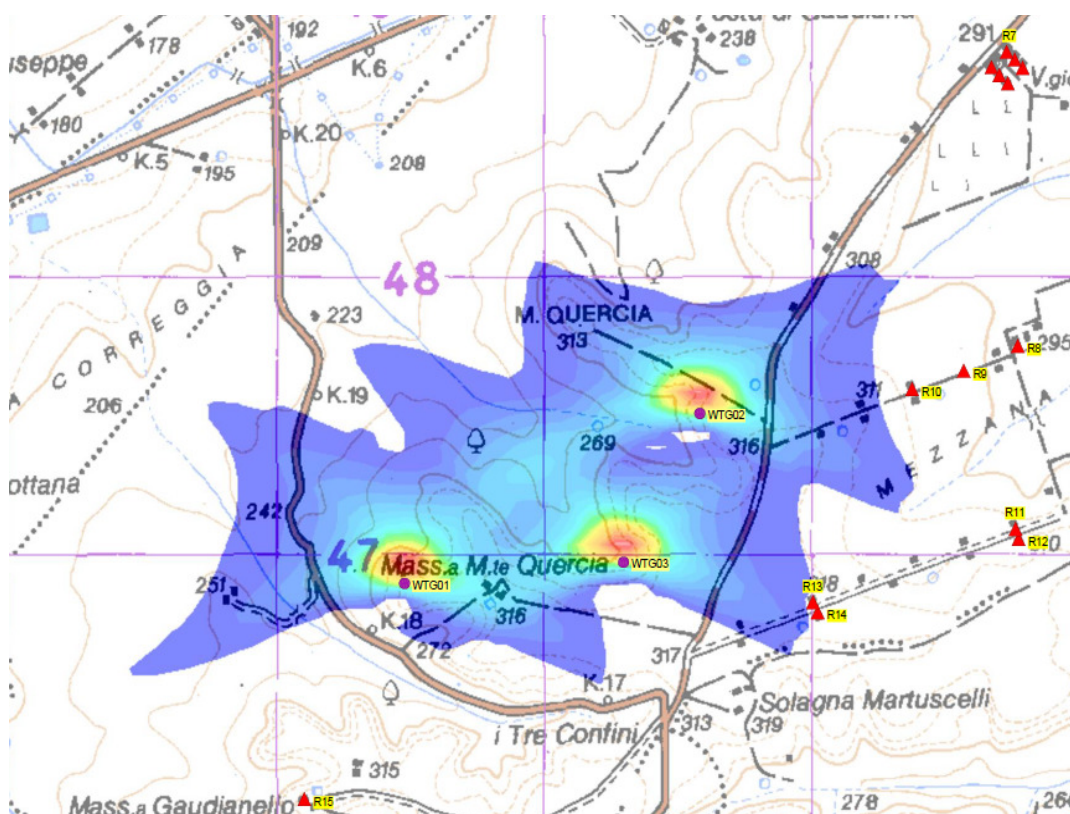 192
238
291
R7
178
K.6
useppe
V.gio
180
K.20
208
K.5
195
209
308
48
CORREGGIA
223
M. QUERCIA
313
295
R8
R9
K.19
311
R10
206
WTG02
269
316
MEZZANA
ottana
242
R11
R12
47
Mass.a M.te Quercia
WTG03
251
WTG01
R13
316
R14
K.18
272
317
K.17
Solagna Martuscelli
i Tre Confini
313
319
315
Mass.a Gaudianello
R15
278